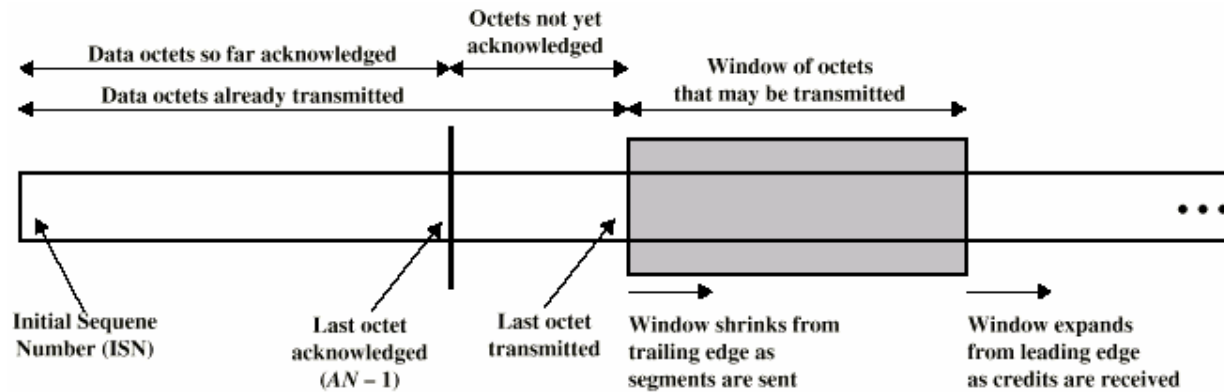 Octets not yet
acknowledged
Data octets so far acknowledged
Window of octets
that may be transmitted
Data octets already transmitted
• • •
Initial Sequene
Number (ISN)
Last octet
acknowledged
(AN – 1)
Last octet
transmitted
Window shrinks from
trailing edge as
segments are sent
Window expands
from leading edge
as credits are received